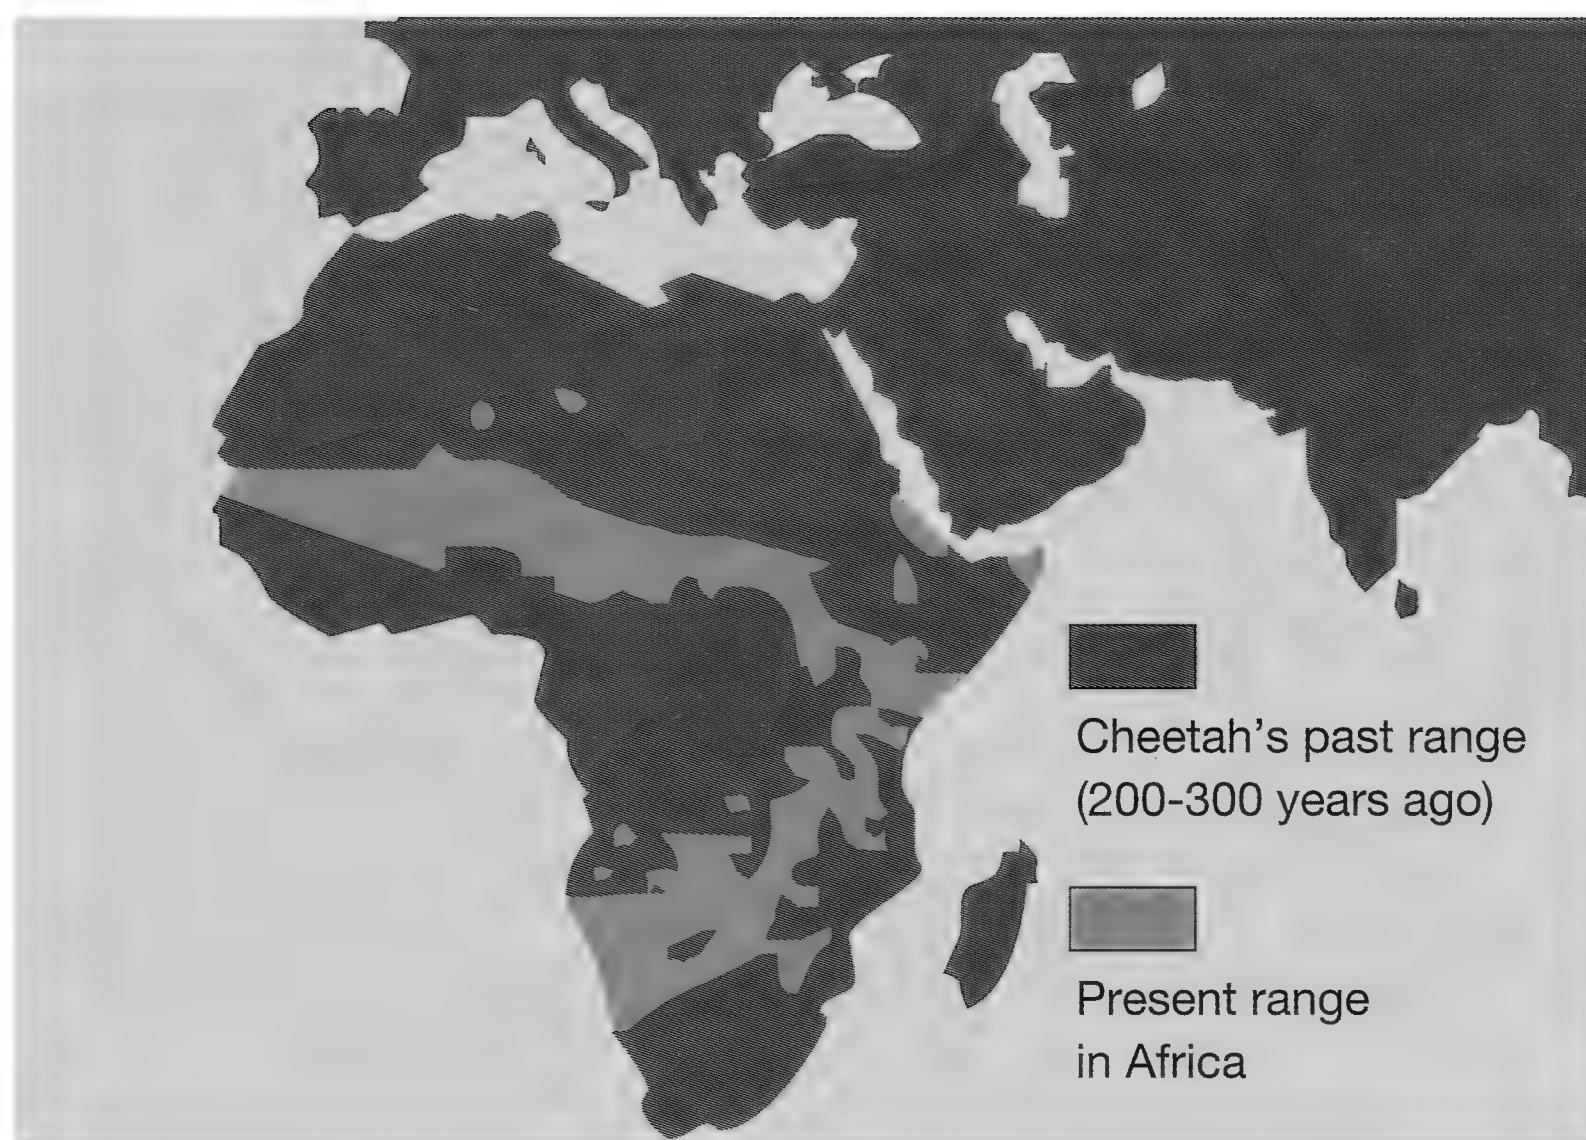 Cheetah's past range
(200-300 years ago)
Present range
in Africa